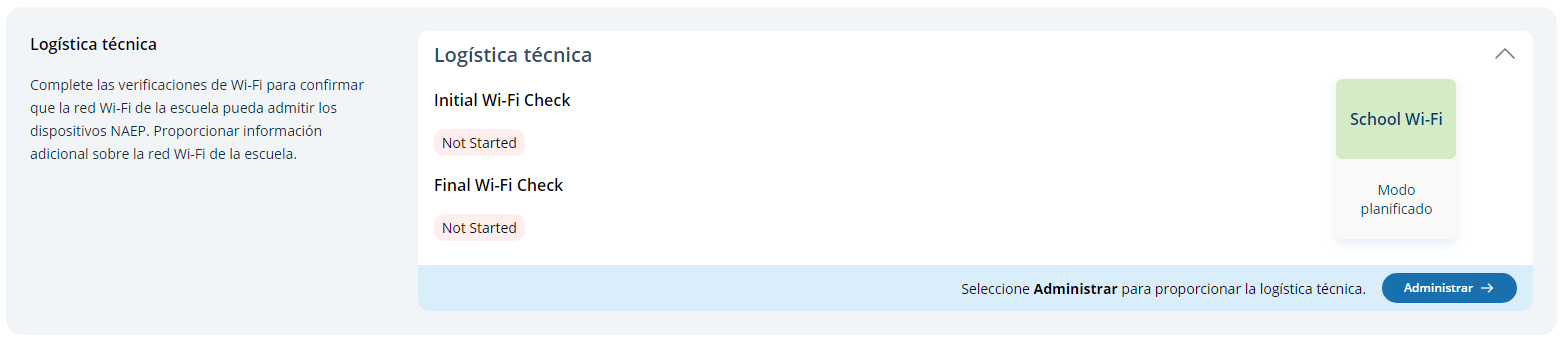 Logística técnica
Complete las verificaciones de Wi-Fi para confirmar
que la red Wi-Fi de la escuela pueda admitir los
dispositivos NAEP. Proporcionar información
adicional sobre la red Wi-Fi de la escuela.
Logística técnica
Initial Wi-Fi Check
Not Started
Final Wi-Fi Check
Not Started
School Wi-Fi
Modo
planificado
Seleccione Administrar para proporcionar la logística técnica.
Administrar →